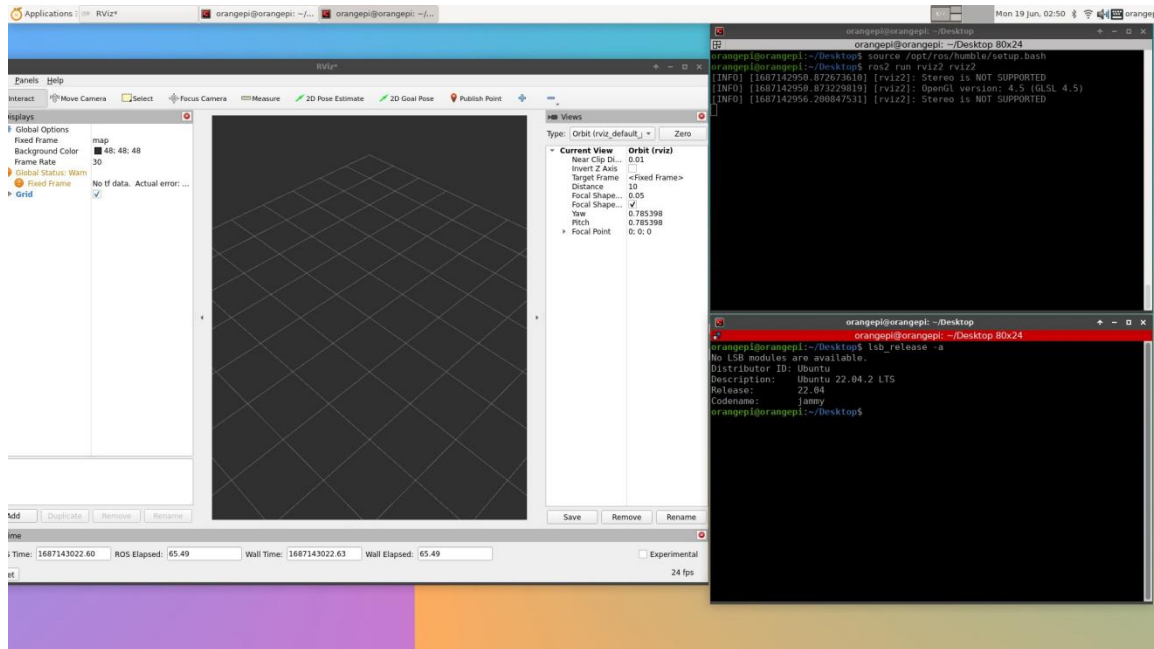 Applications
RViz*
orangepi@orangepi: ~/...
orangepi@orangepi: ~/...
Mon 19 Jun, 02:50
RViz*
Panels Help
Interact Move Camera Select Focus Camera Measure 2D Pose Estimate 2D Goal Pose Publish Point
Displays
Global Options
Fixed Frame map
Background Color 48; 48; 48
Frame Rate 30
Global Status: Warn
Fixed Frame No tf data. Actual error: ...
Grid
Add Duplicate Remove Rename
Views
Type: Orbit (rviz_default_ Zero
Current View Orbit (rviz)
Near Clip Di... 0.01
Invert Z Axis
Target Frame <Fixed Frame>
Distance 10
Focal Shape... 0.05
Focal Shape...
Yaw 0.785398
Pitch 0.785398
Focal Point 0; 0; 0
Save Remove Rename
Time: 1687143022.60 ROS Elapsed: 65.49 Wall Time: 1687143022.63 Wall Elapsed: 65.49 Experimental
24 fps
orangepi@orangepi: ~/Desktop
orangepi@orangepi: ~/Desktop 80x24
orangepi@orangepi:~/Desktop$ source /opt/ros/humble/setup.bash
orangepi@orangepi:~/Desktop$ ros2 run rviz2 rviz2
[INFO] [1687142950.872673610] [rviz2]: Stereo is NOT SUPPORTED
[INFO] [1687142950.873229819] [rviz2]: OpenGl version: 4.5 (GLSL 4.5)
[INFO] [1687142956.200847531] [rviz2]: Stereo is NOT SUPPORTED
orangepi@orangepi: ~/Desktop
orangepi@orangepi: ~/Desktop 80x24
orangepi@orangepi:~/Desktop$ lsb_release -a
No LSB modules are available.
Distributor ID: Ubuntu
Description: Ubuntu 22.04.2 LTS
Release: 22.04
Codename: jammy
orangepi@orangepi:~/Desktop$